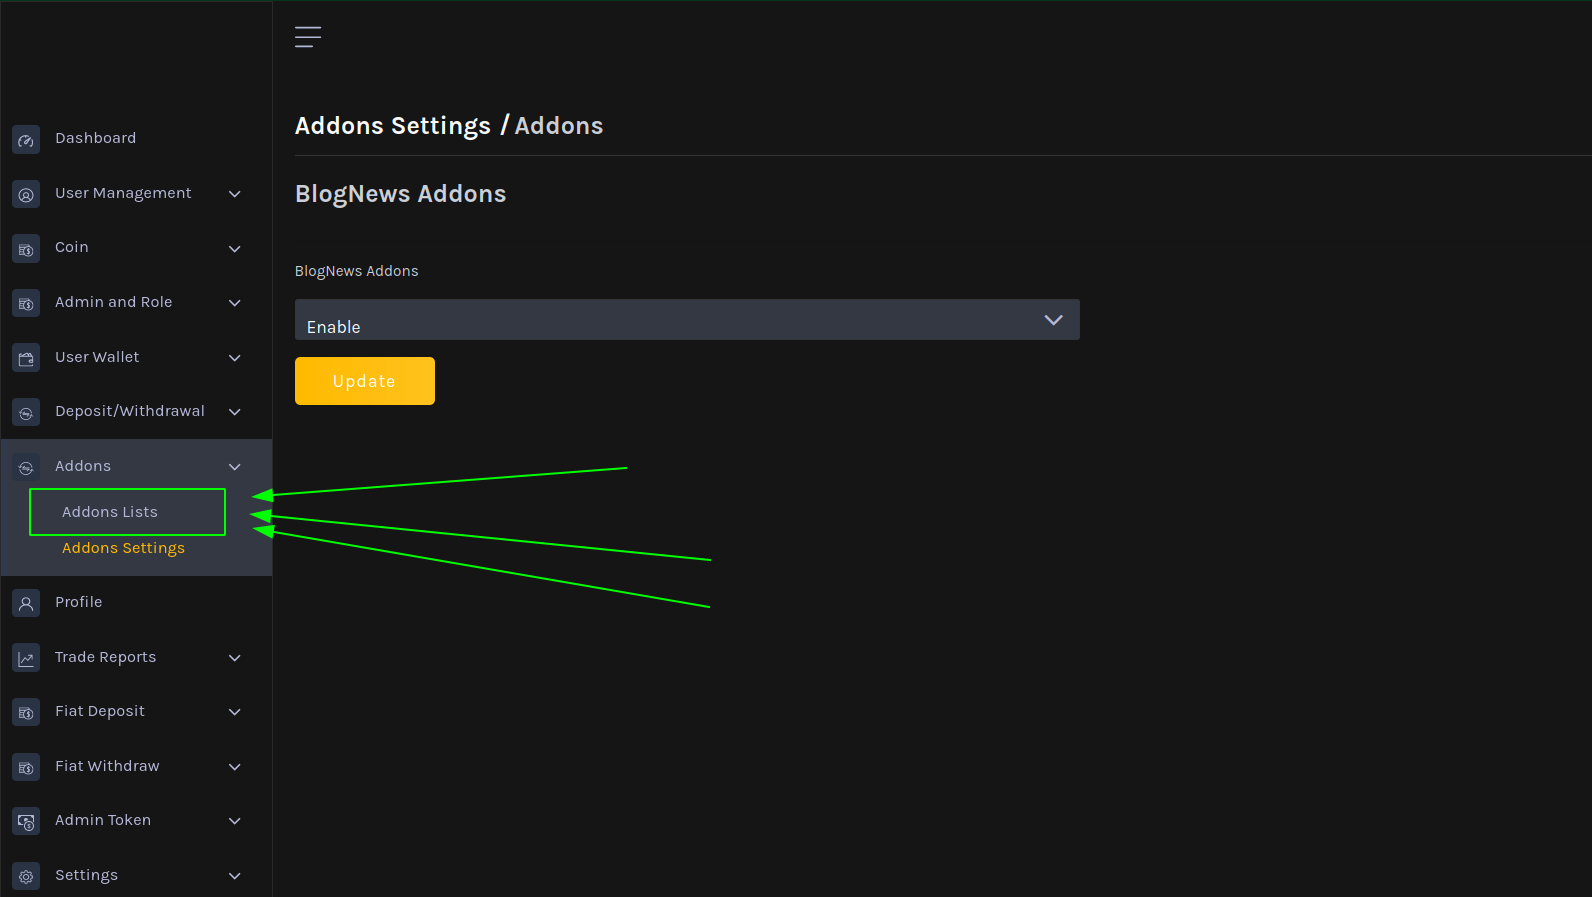 Dashboard
User Management
Coin
Admin and Role
User Wallet
Deposit/Withdrawal
Addons
Addons Lists
Addons Settings
Profile
Trade Reports
Fiat Deposit
Fiat Withdraw
Admin Token
Settings
Addons Settings / Addons
BlogNews Addons
BlogNews Addons
Enable
Update